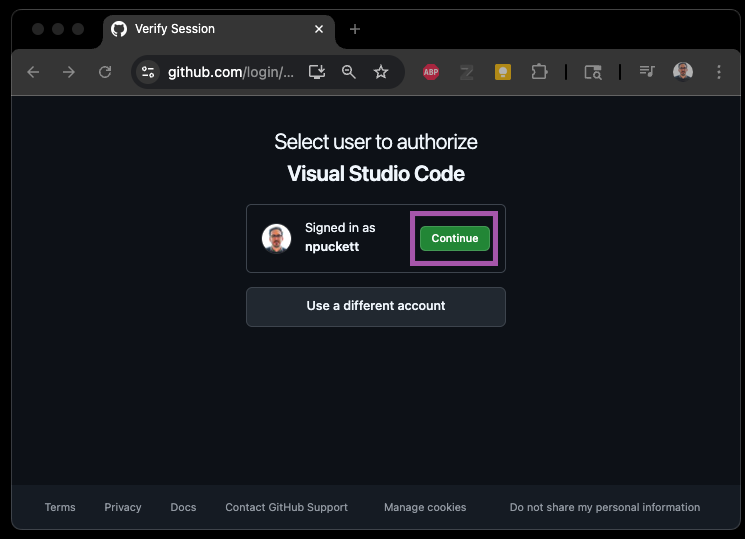 Verify Session
github.com/login/...
ABP
Select user to authorize
Visual Studio Code
Signed in as
npuckett
Continue
Use a different account
Terms
Privacy
Docs
Contact GitHub Support
Manage cookies
Do not share my personal information